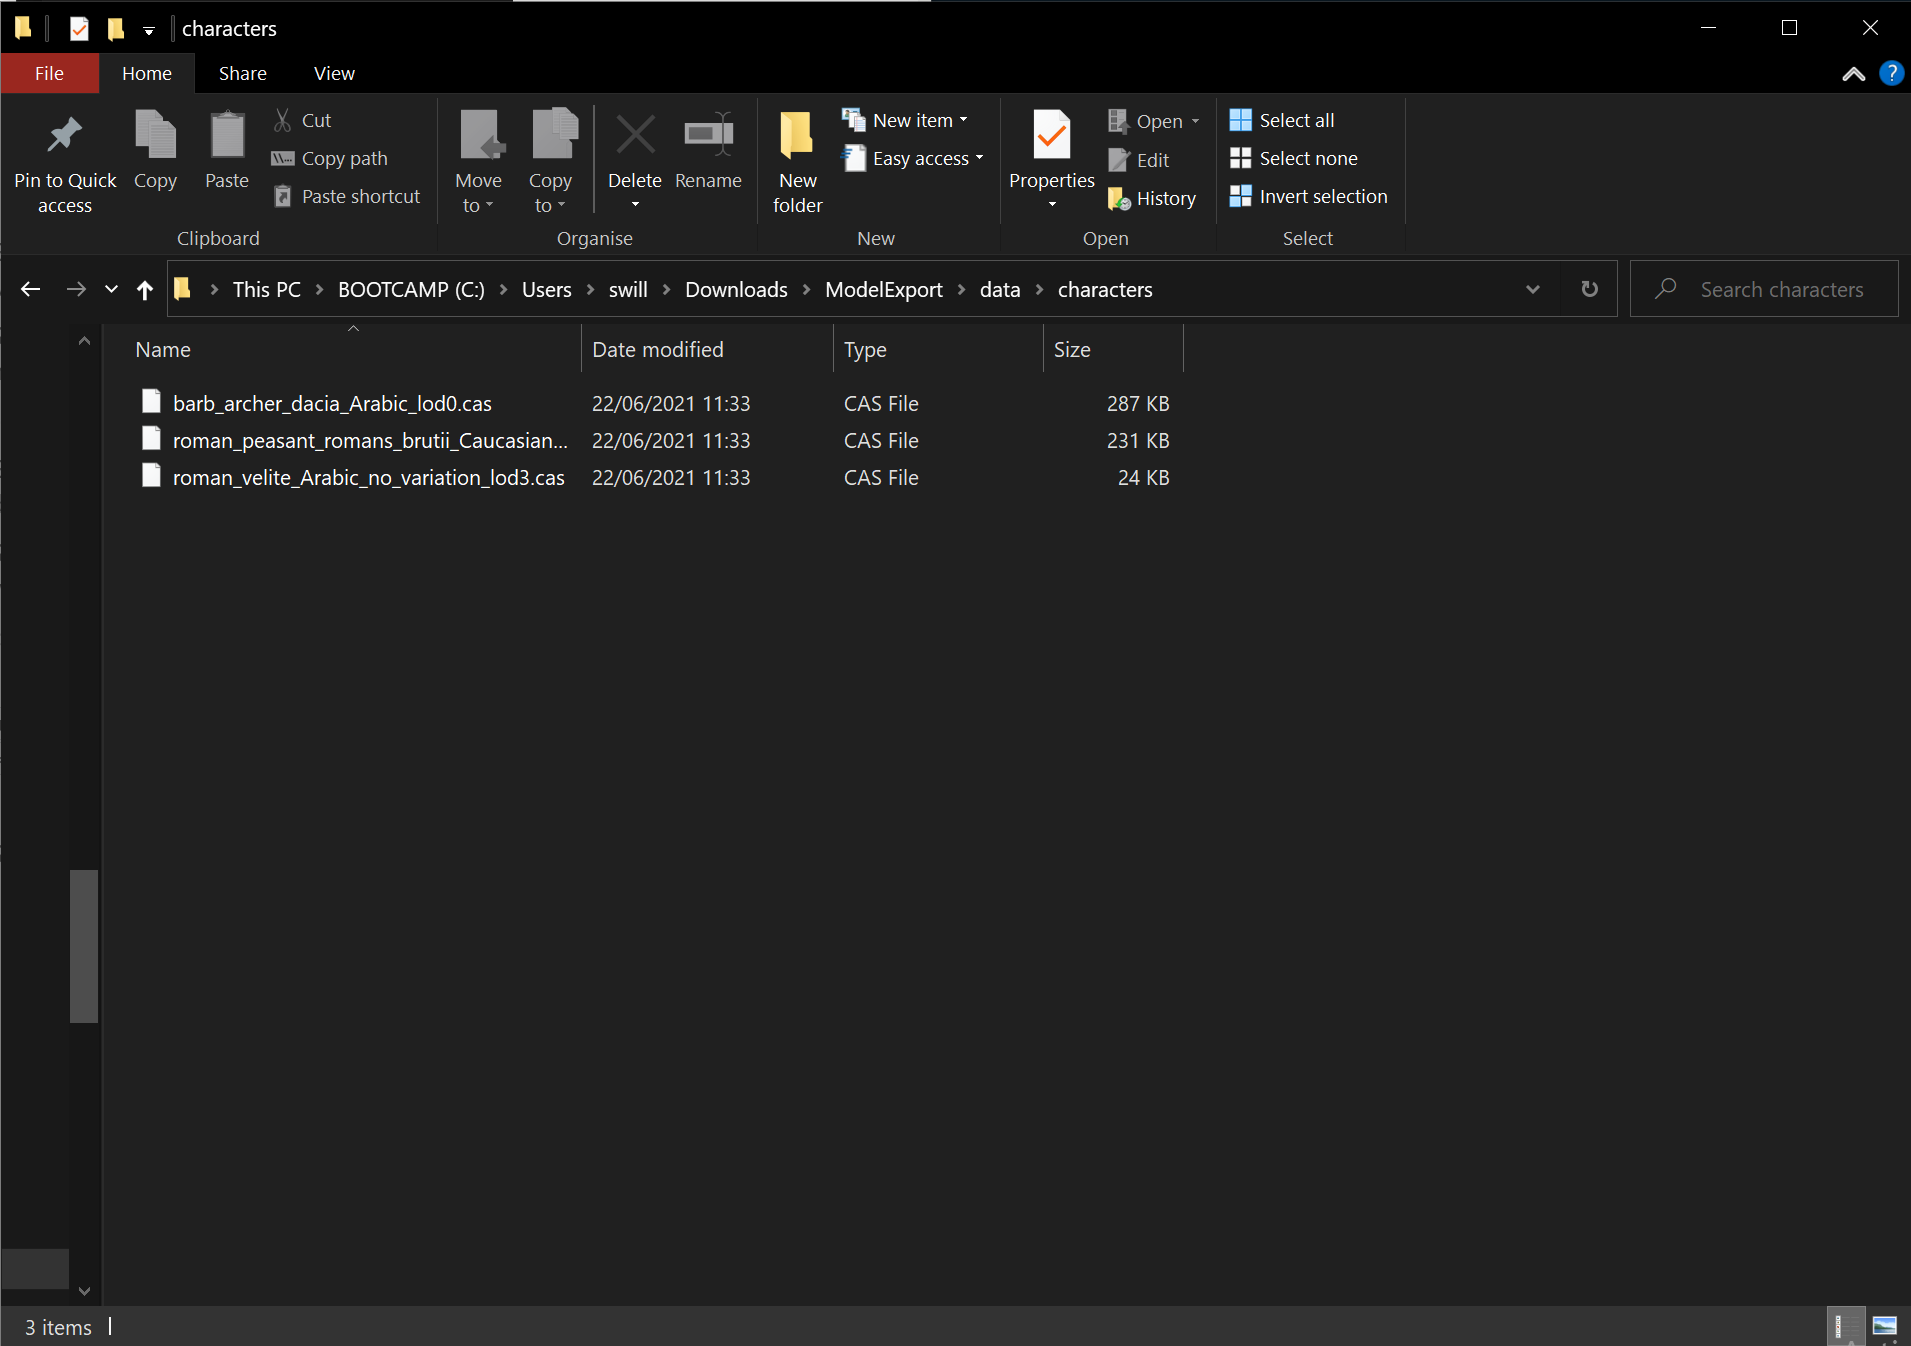 characters
File Home Share View
Pin to Quick access
Copy
Paste
Cut
Copy path
Paste shortcut
Clipboard
Move to
Copy to
Delete
Rename
Organise
New folder
New item
Easy access
New
Properties
Open
Edit
History
Open
Select all
Select none
Invert selection
Select
This PC > BOOTCAMP (C:) > Users > swill > Downloads > ModelExport > data > characters
Search characters
Name Date modified Type Size
barb_archer_dacia_Arabic_lod0.cas 22/06/2021 11:33 CAS File 287 KB
roman_peasant_romans_brutii_Caucasian... 22/06/2021 11:33 CAS File 231 KB
roman_velite_Arabic_no_variation_lod3.cas 22/06/2021 11:33 CAS File 24 KB
3 items